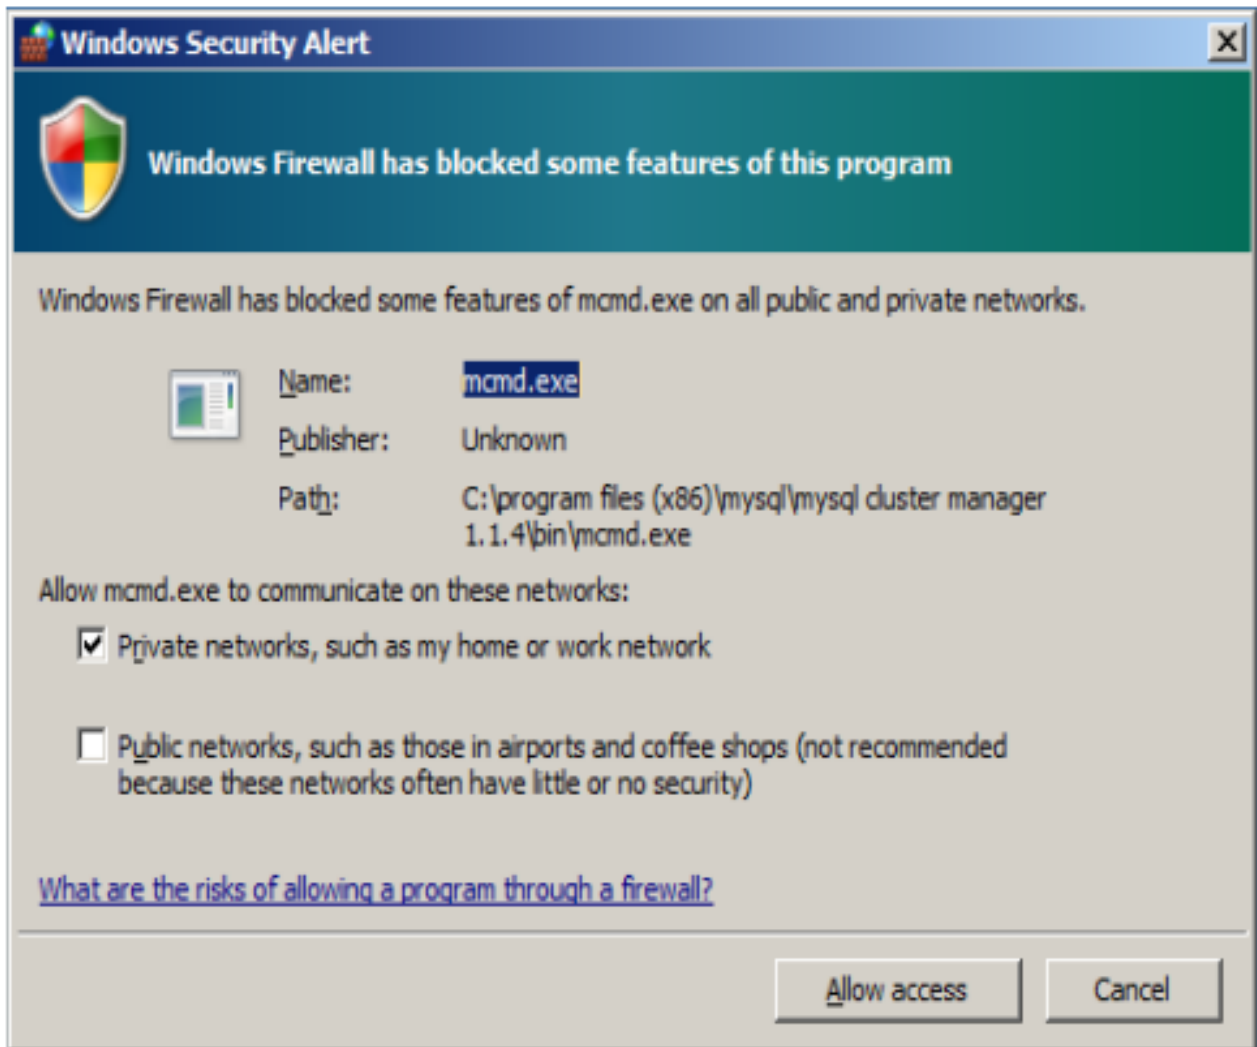 Windows Security Alert
Windows Firewall has blocked some features of this program
Windows Firewall has blocked some features of mcmd.exe on all public and private networks.
Name: mcmd.exe
Publisher: Unknown
Path: C:\program files (x86)\mysql\mysql cluster manager
1.1.4\bin\mcmd.exe
Allow mcmd.exe to communicate on these networks:
Private networks, such as my home or work network
Public networks, such as those in airports and coffee shops (not recommended
because these networks often have little or no security)
What are the risks of allowing a program through a firewall?
Allow access Cancel